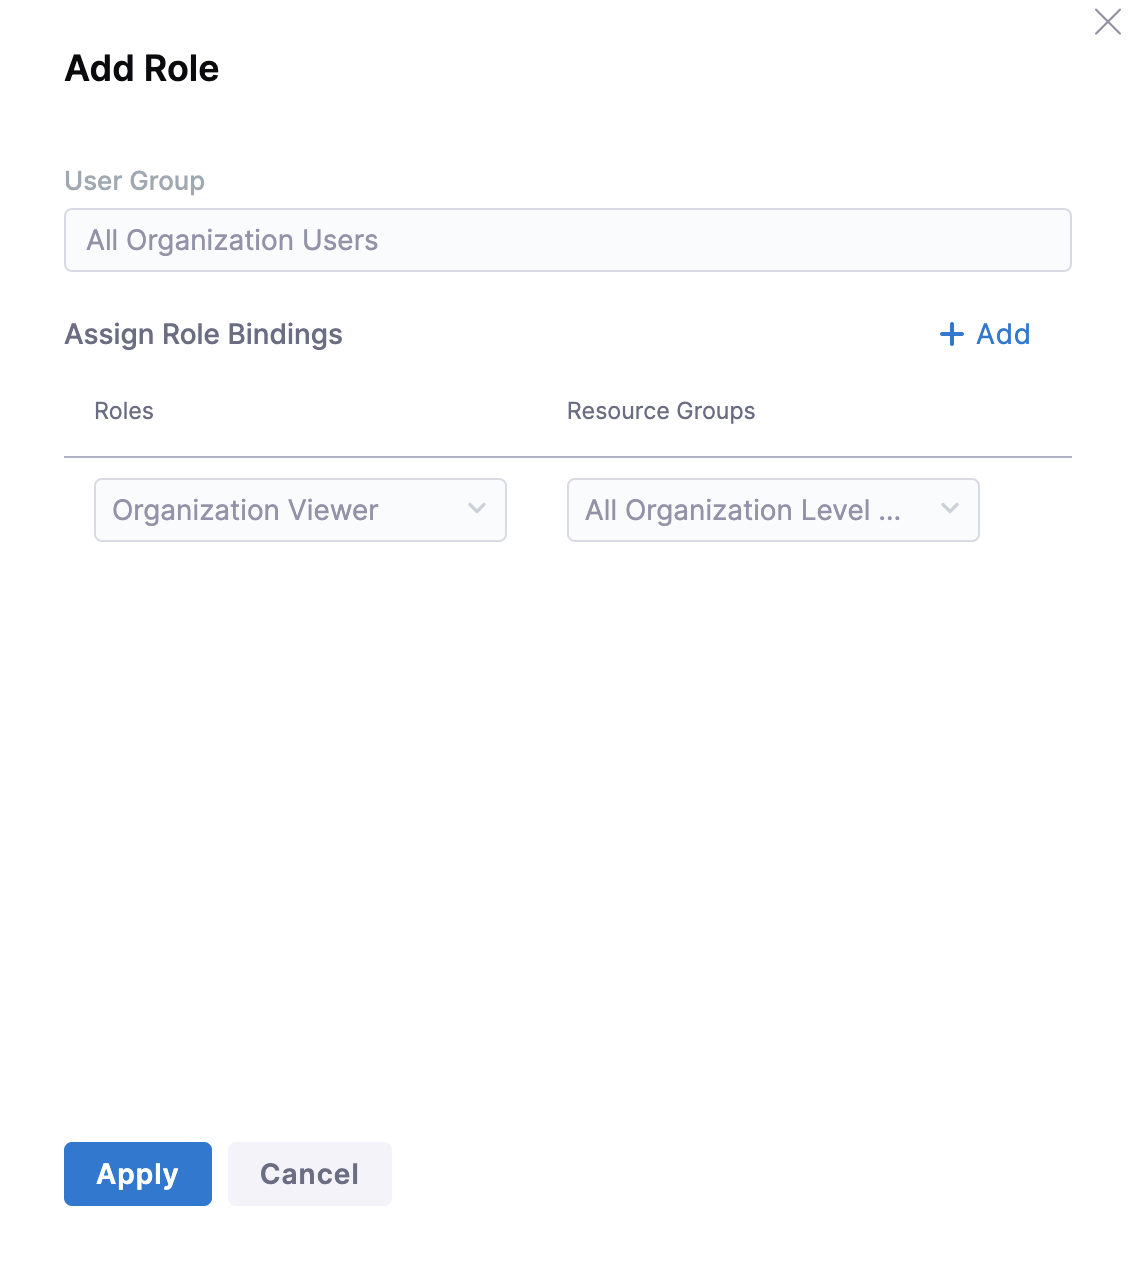 Add Role
User Group
All Organization Users
Assign Role Bindings
+ Add
Roles
Resource Groups
Organization Viewer
All Organization Level ...
Apply
Cancel